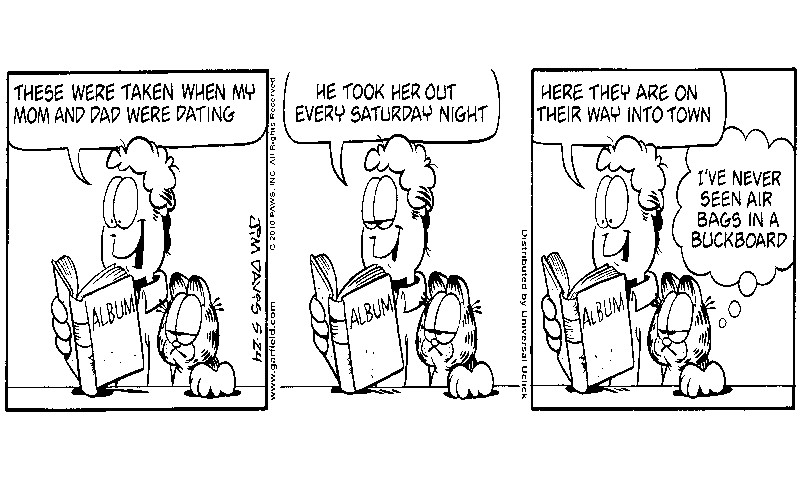 THESE WERE TAKEN WHEN MY
MOM AND DAD WERE DATING
ALBUM
JIM DAVIS 5·24
© 2010 PAWS, INC. All Rights Reserved
www.garfield.com
HE TOOK HER OUT
EVERY SATURDAY NIGHT
ALBUM
Distributed by Universal Uclick
HERE THEY ARE ON
THEIR WAY INTO TOWN
I'VE NEVER
SEEN AIR
BAGS IN A
BUCKBOARD
ALBUM